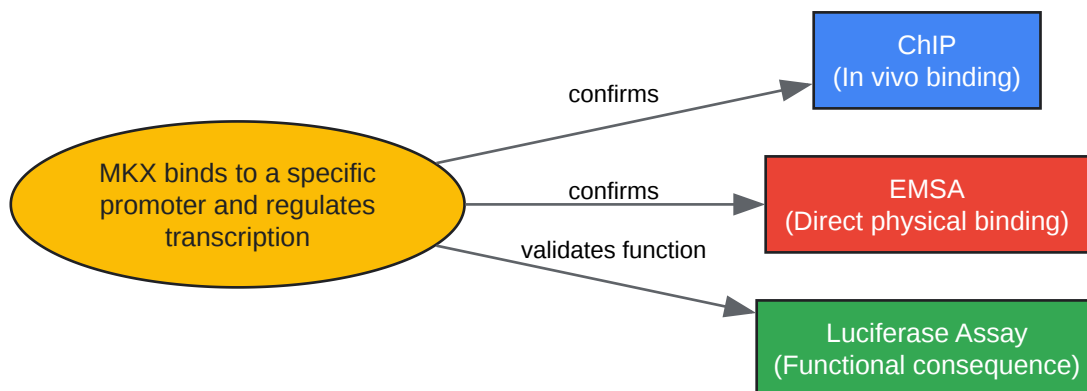 MKX binds to a specific
promoter and regulates
transcription
confirms
ChIP
(In vivo binding)
confirms
EMSA
(Direct physical binding)
validates function
Luciferase Assay
(Functional consequence)